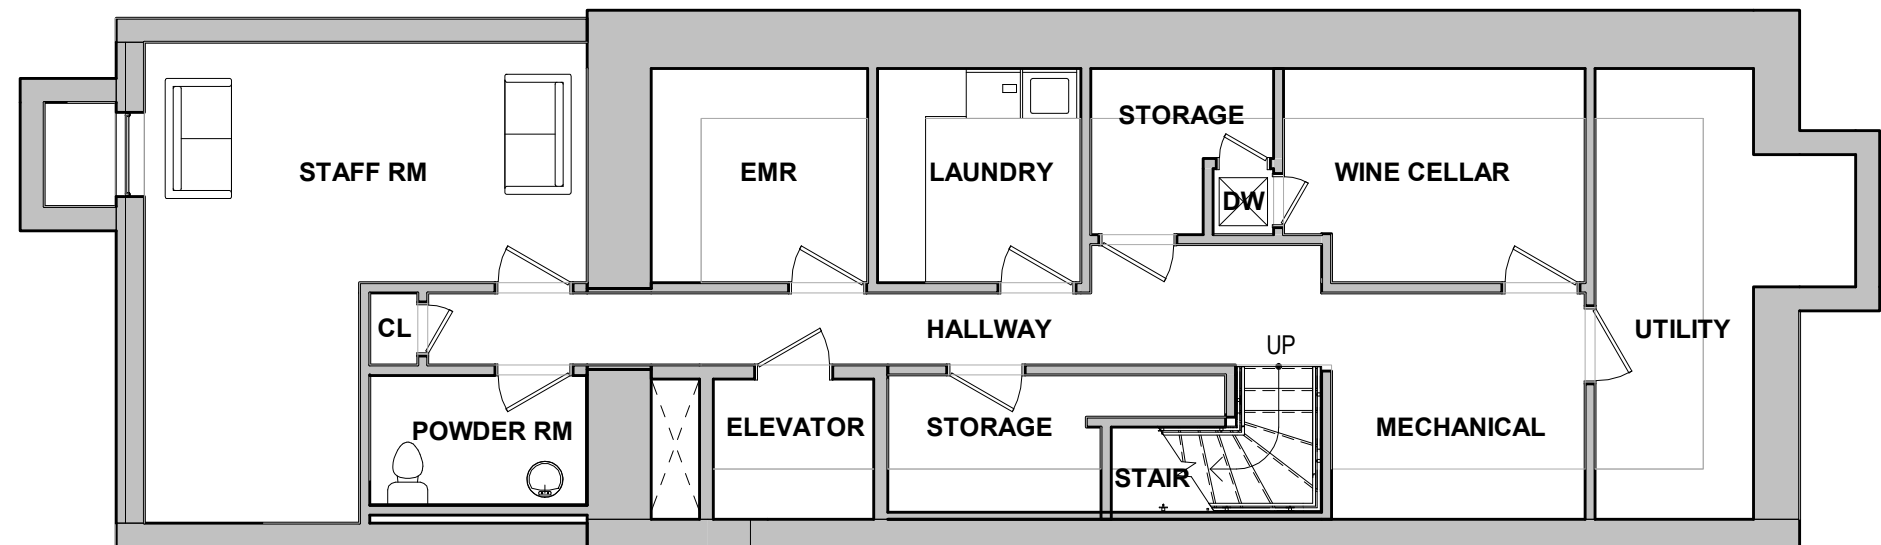 STORAGE
STAFF RM
EMR
LAUNDRY
WINE CELLAR
DW
CL
HALLWAY
UP
UTILITY
POWDER RM
ELEVATOR
STORAGE
MECHANICAL
STAIR